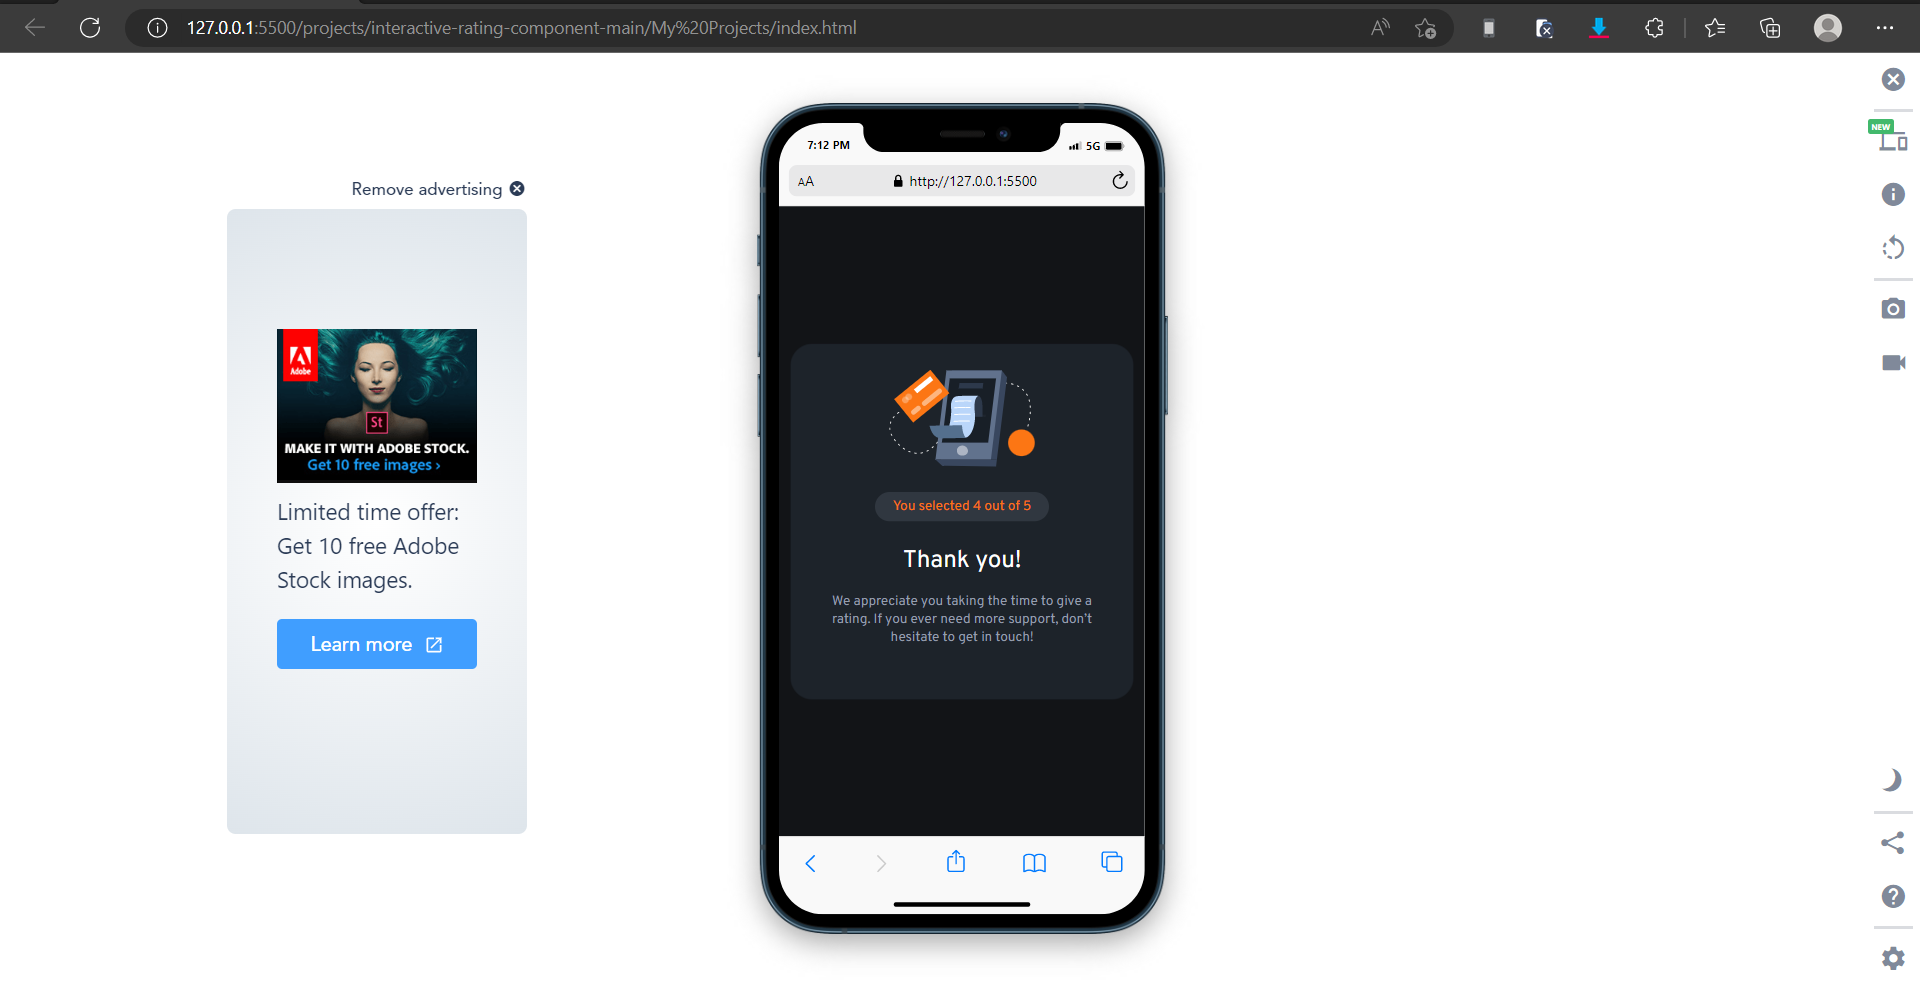 127.0.0.1:5500/projects/interactive-rating-component-main/My%20Projects/index.html
NEW
Remove advertising
Adobe
St
MAKE IT WITH ADOBE STOCK.
Get 10 free images ›
Limited time offer:
Get 10 free Adobe
Stock images.
Learn more
7:12 PM
5G
AA
http://127.0.0.1:5500
You selected 4 out of 5
Thank you!
We appreciate you taking the time to give a
rating. If you ever need more support, don't
hesitate to get in touch!